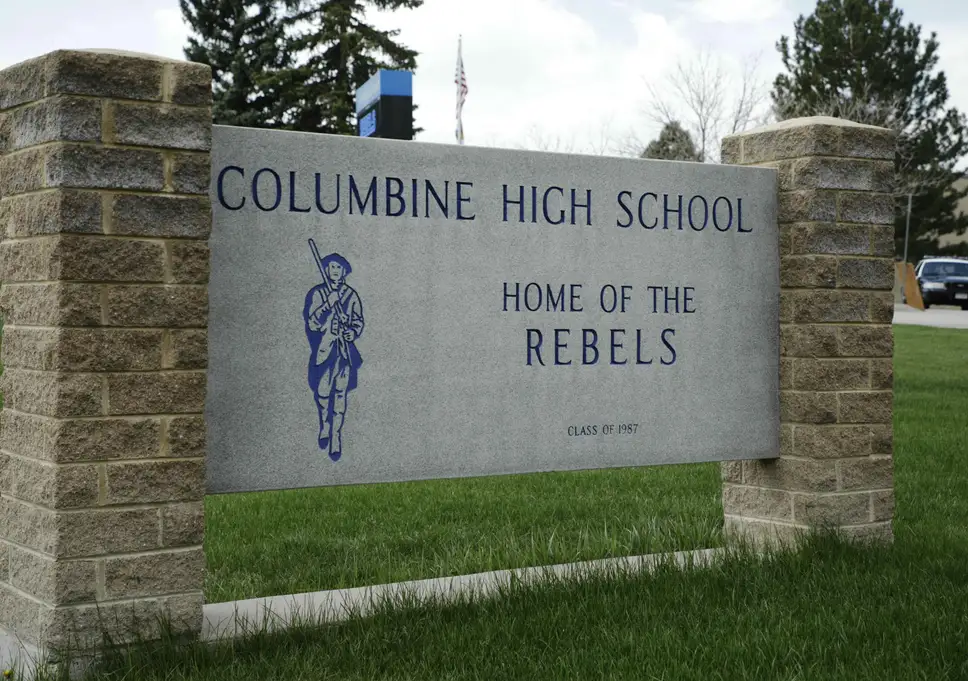 COLUMBINE HIGH SCHOOL
HOME OF THE
REBELS
CLASS OF 1987